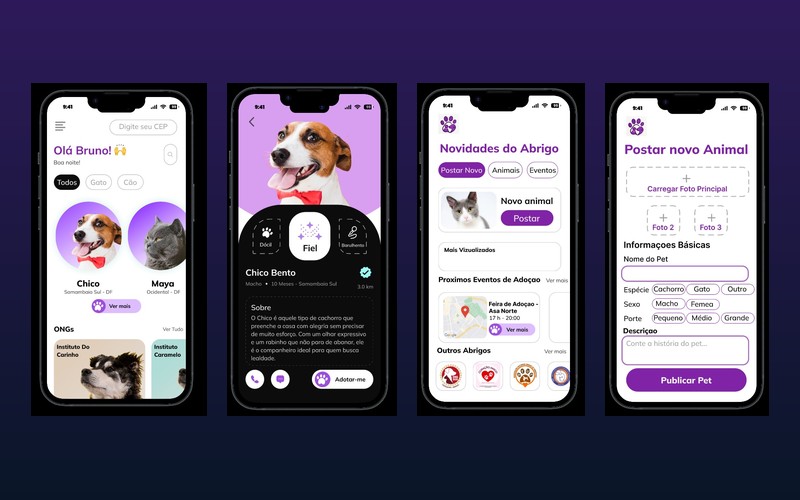 9:41
Digite seu CEP
Olá Bruno!
Boa noite!
Todos
Gato
Cão
Chico
Samambaia Sul - DF
Maya
Ocidental - DF
Ver mais
ONGs
Ver Tudo
Instituto Do
Carinho
Instituto
Caramelo
9:41
Dócil
Fiel
Barulhento
Chico Bento
Macho • 10 Meses - Samambaia Sul
3.0 km
Sobre
O Chico é aquele tipo de cachorro que
preenche a casa com alegria sem precisar
de muito esforço. Com um olhar expressivo
e um rabinho que não para de abanar, ele
é o companheiro ideal para quem busca
lealdade.
Adotar-me
9:41
Novidades do Abrigo
Postar Novo
Animais
Eventos
Novo animal
Postar
Mais Vizualizados
Proximos Eventos de Adoçao
Ver mais
Feira de Adoçao -
Asa Norte
17 h - 20:00
Ver mais
Outros Abrigos
Ver mais
9:41
Postar novo Animal
Carregar Foto Principal
Foto 2
Foto 3
Informaçoes Básicas
Nome do Pet
Espécie
Cachorro
Gato
Outro
Sexo
Macho
Femea
Porte
Pequeno
Médio
Grande
Descriçao
Conte a história do pet...
Publicar Pet